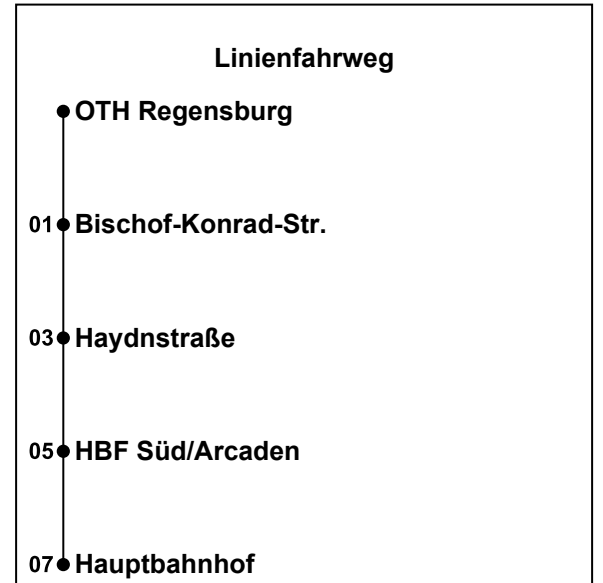 Linienfahrweg
OTH Regensburg
01 Bischof-Konrad-Str.
03 Haydnstraße
05 HBF Süd/Arcaden
07 Hauptbahnhof